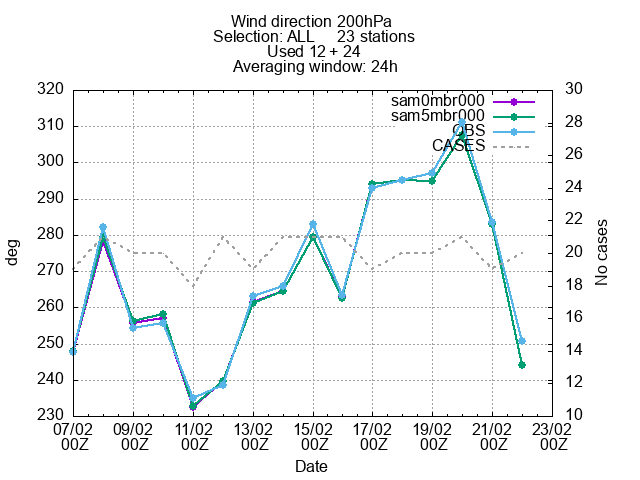 Wind direction 200hPa
Selection: ALL 23 stations
Used 12 + 24
Averaging window: 24h
320
310
300
290
280
270
260
250
240
230
deg
30
28
26
24
22
20
18
16
14
12
10
No cases
sam0mbr000
sam5mbr000
OBS
CASES
07/02 09/02 11/02 13/02 15/02 17/02 19/02 21/02 23/02
00Z 00Z 00Z 00Z 00Z 00Z 00Z 00Z 00Z
Date